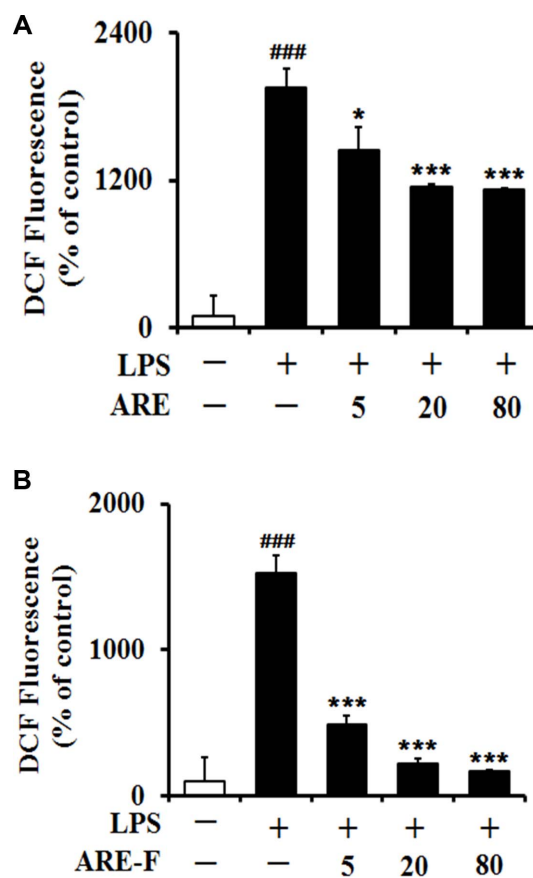 A
DCF Fluorescence
(% of control)
2400
1200
0
###
*
***
***
LPS — + + + +
ARE — — 5 20 80
B
DCF Fluorescence
(% of control)
2000
1000
0
###
***
***
***
LPS — + + + +
ARE-F — — 5 20 80